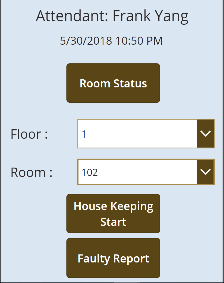 Attendant: Frank Yang
5/30/2018 10:50 PM
Room Status
Floor : 1
Room : 102
House Keeping
Start
Faulty Report